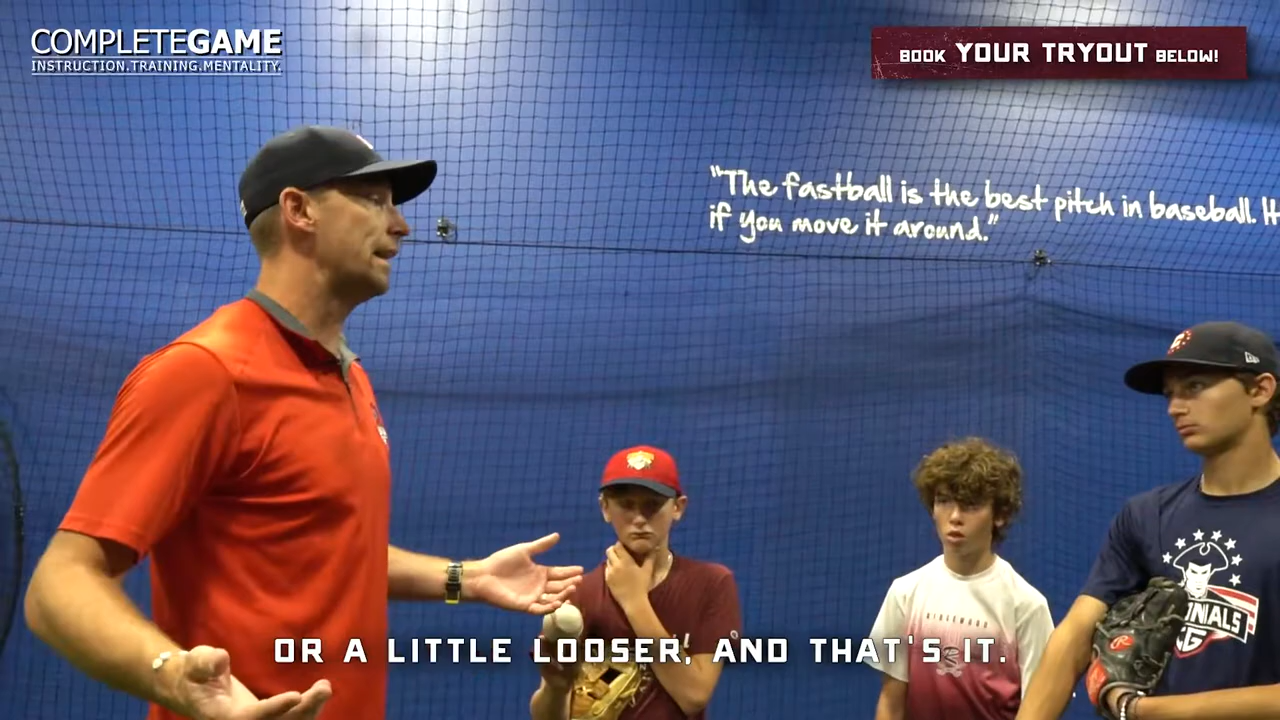 COMPLETEGAME
INSTRUCTION.TRAINING.MENTALITY.
BOOK YOUR TRYOUT BELOW!
"The fastball is the best pitch in baseball.
if you move it around."
OR A LITTLE LOOSER, AND THAT'S IT.